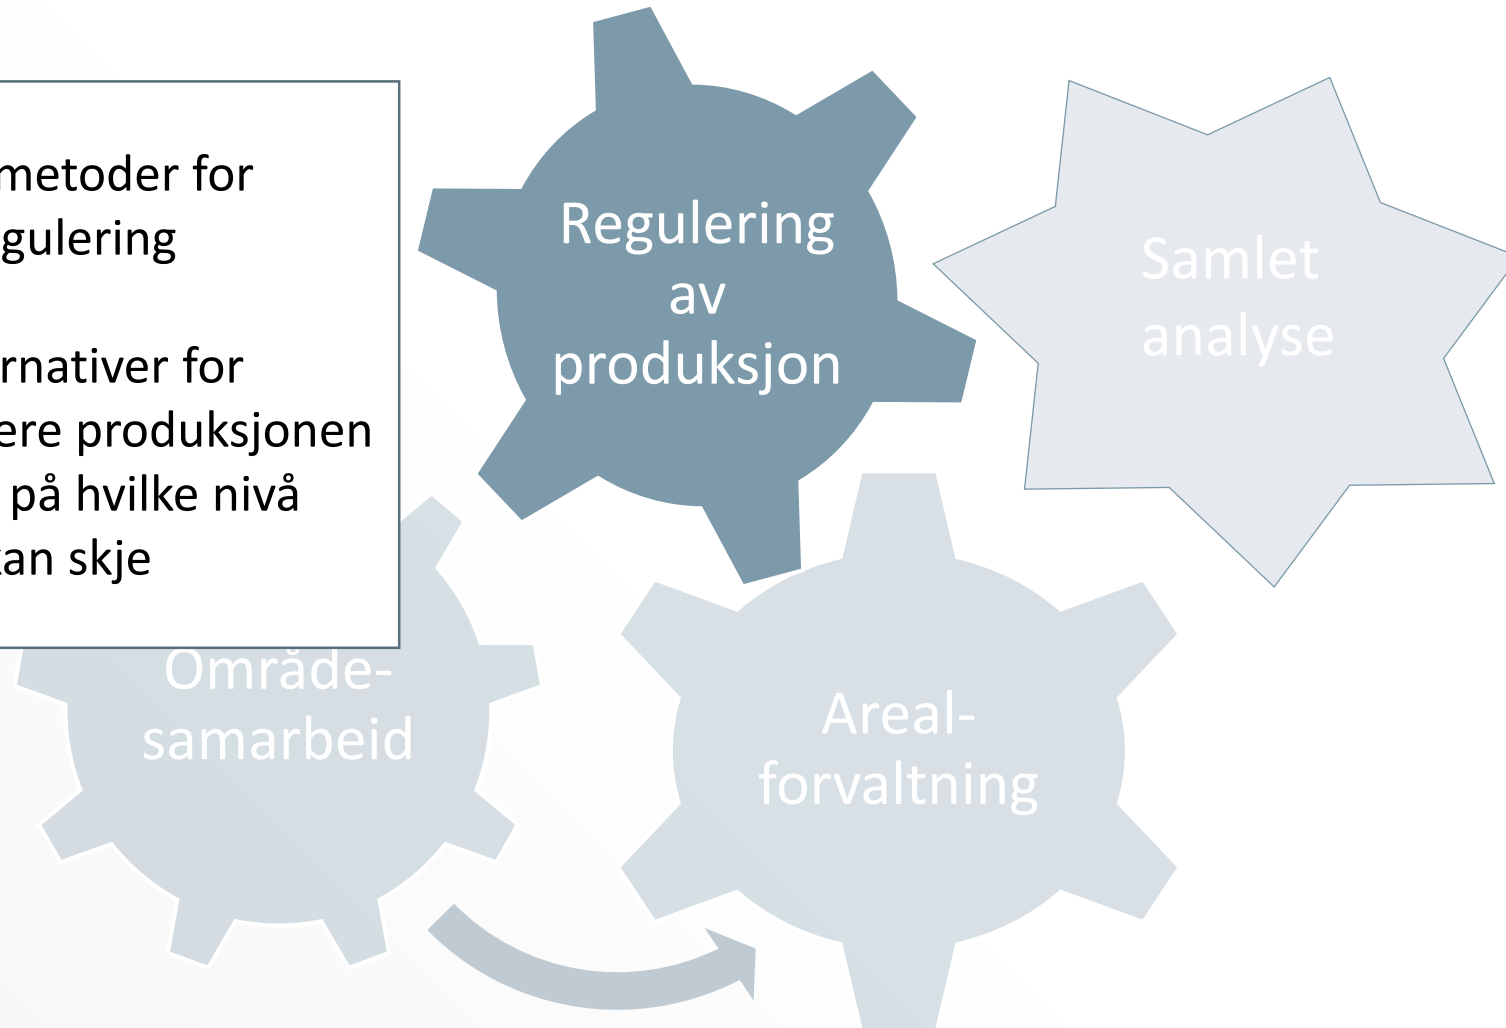 metoder for
gulering
rnativer for
ere produksjonen
på hvilke nivå
kan skje
Regulering
av
produksjon
Samlet
analyse
Område-
samarbeid
Areal-
forvaltning